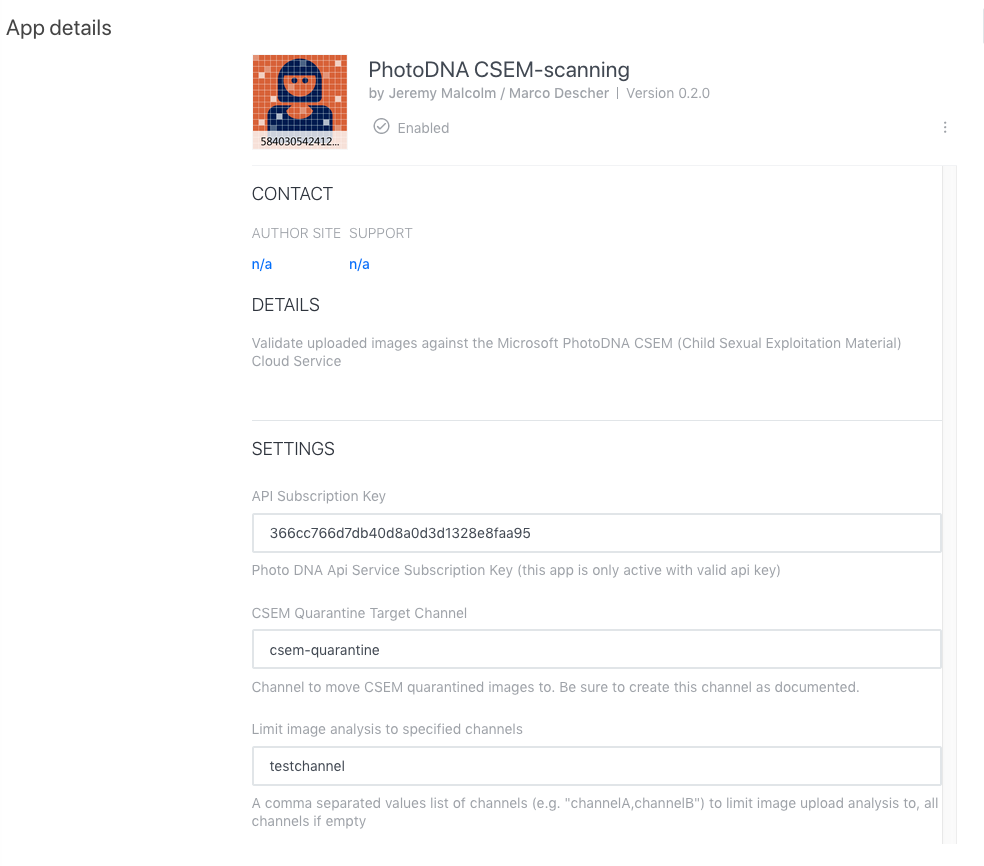 App details
PhotoDNA CSEM-scanning
by Jeremy Malcolm / Marco Descher | Version 0.2.0
Enabled
584030542412...
CONTACT
AUTHOR SITE SUPPORT
n/a n/a
DETAILS
Validate uploaded images against the Microsoft PhotoDNA CSEM (Child Sexual Exploitation Material)
Cloud Service
SETTINGS
API Subscription Key
366cc766d7db40d8a0d3d1328e8faa95
Photo DNA Api Service Subscription Key (this app is only active with valid api key)
CSEM Quarantine Target Channel
csem-quarantine
Channel to move CSEM quarantined images to. Be sure to create this channel as documented.
Limit image analysis to specified channels
testchannel
A comma separated values list of channels (e.g. "channelA,channelB") to limit image upload analysis to, all
channels if empty